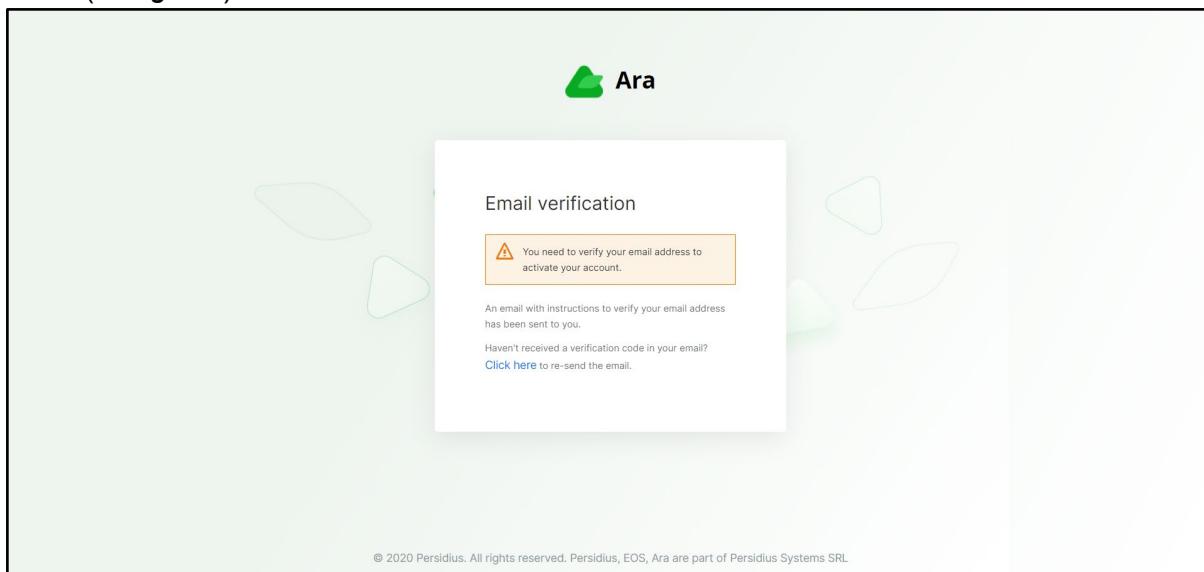 Ara
Email verification
You need to verify your email address to
activate your account.
An email with instructions to verify your email address
has been sent to you.
Haven't received a verification code in your email?
Click here to re-send the email.
© 2020 Persidius. All rights reserved. Persidius, EOS, Ara are part of Persidius Systems SRL